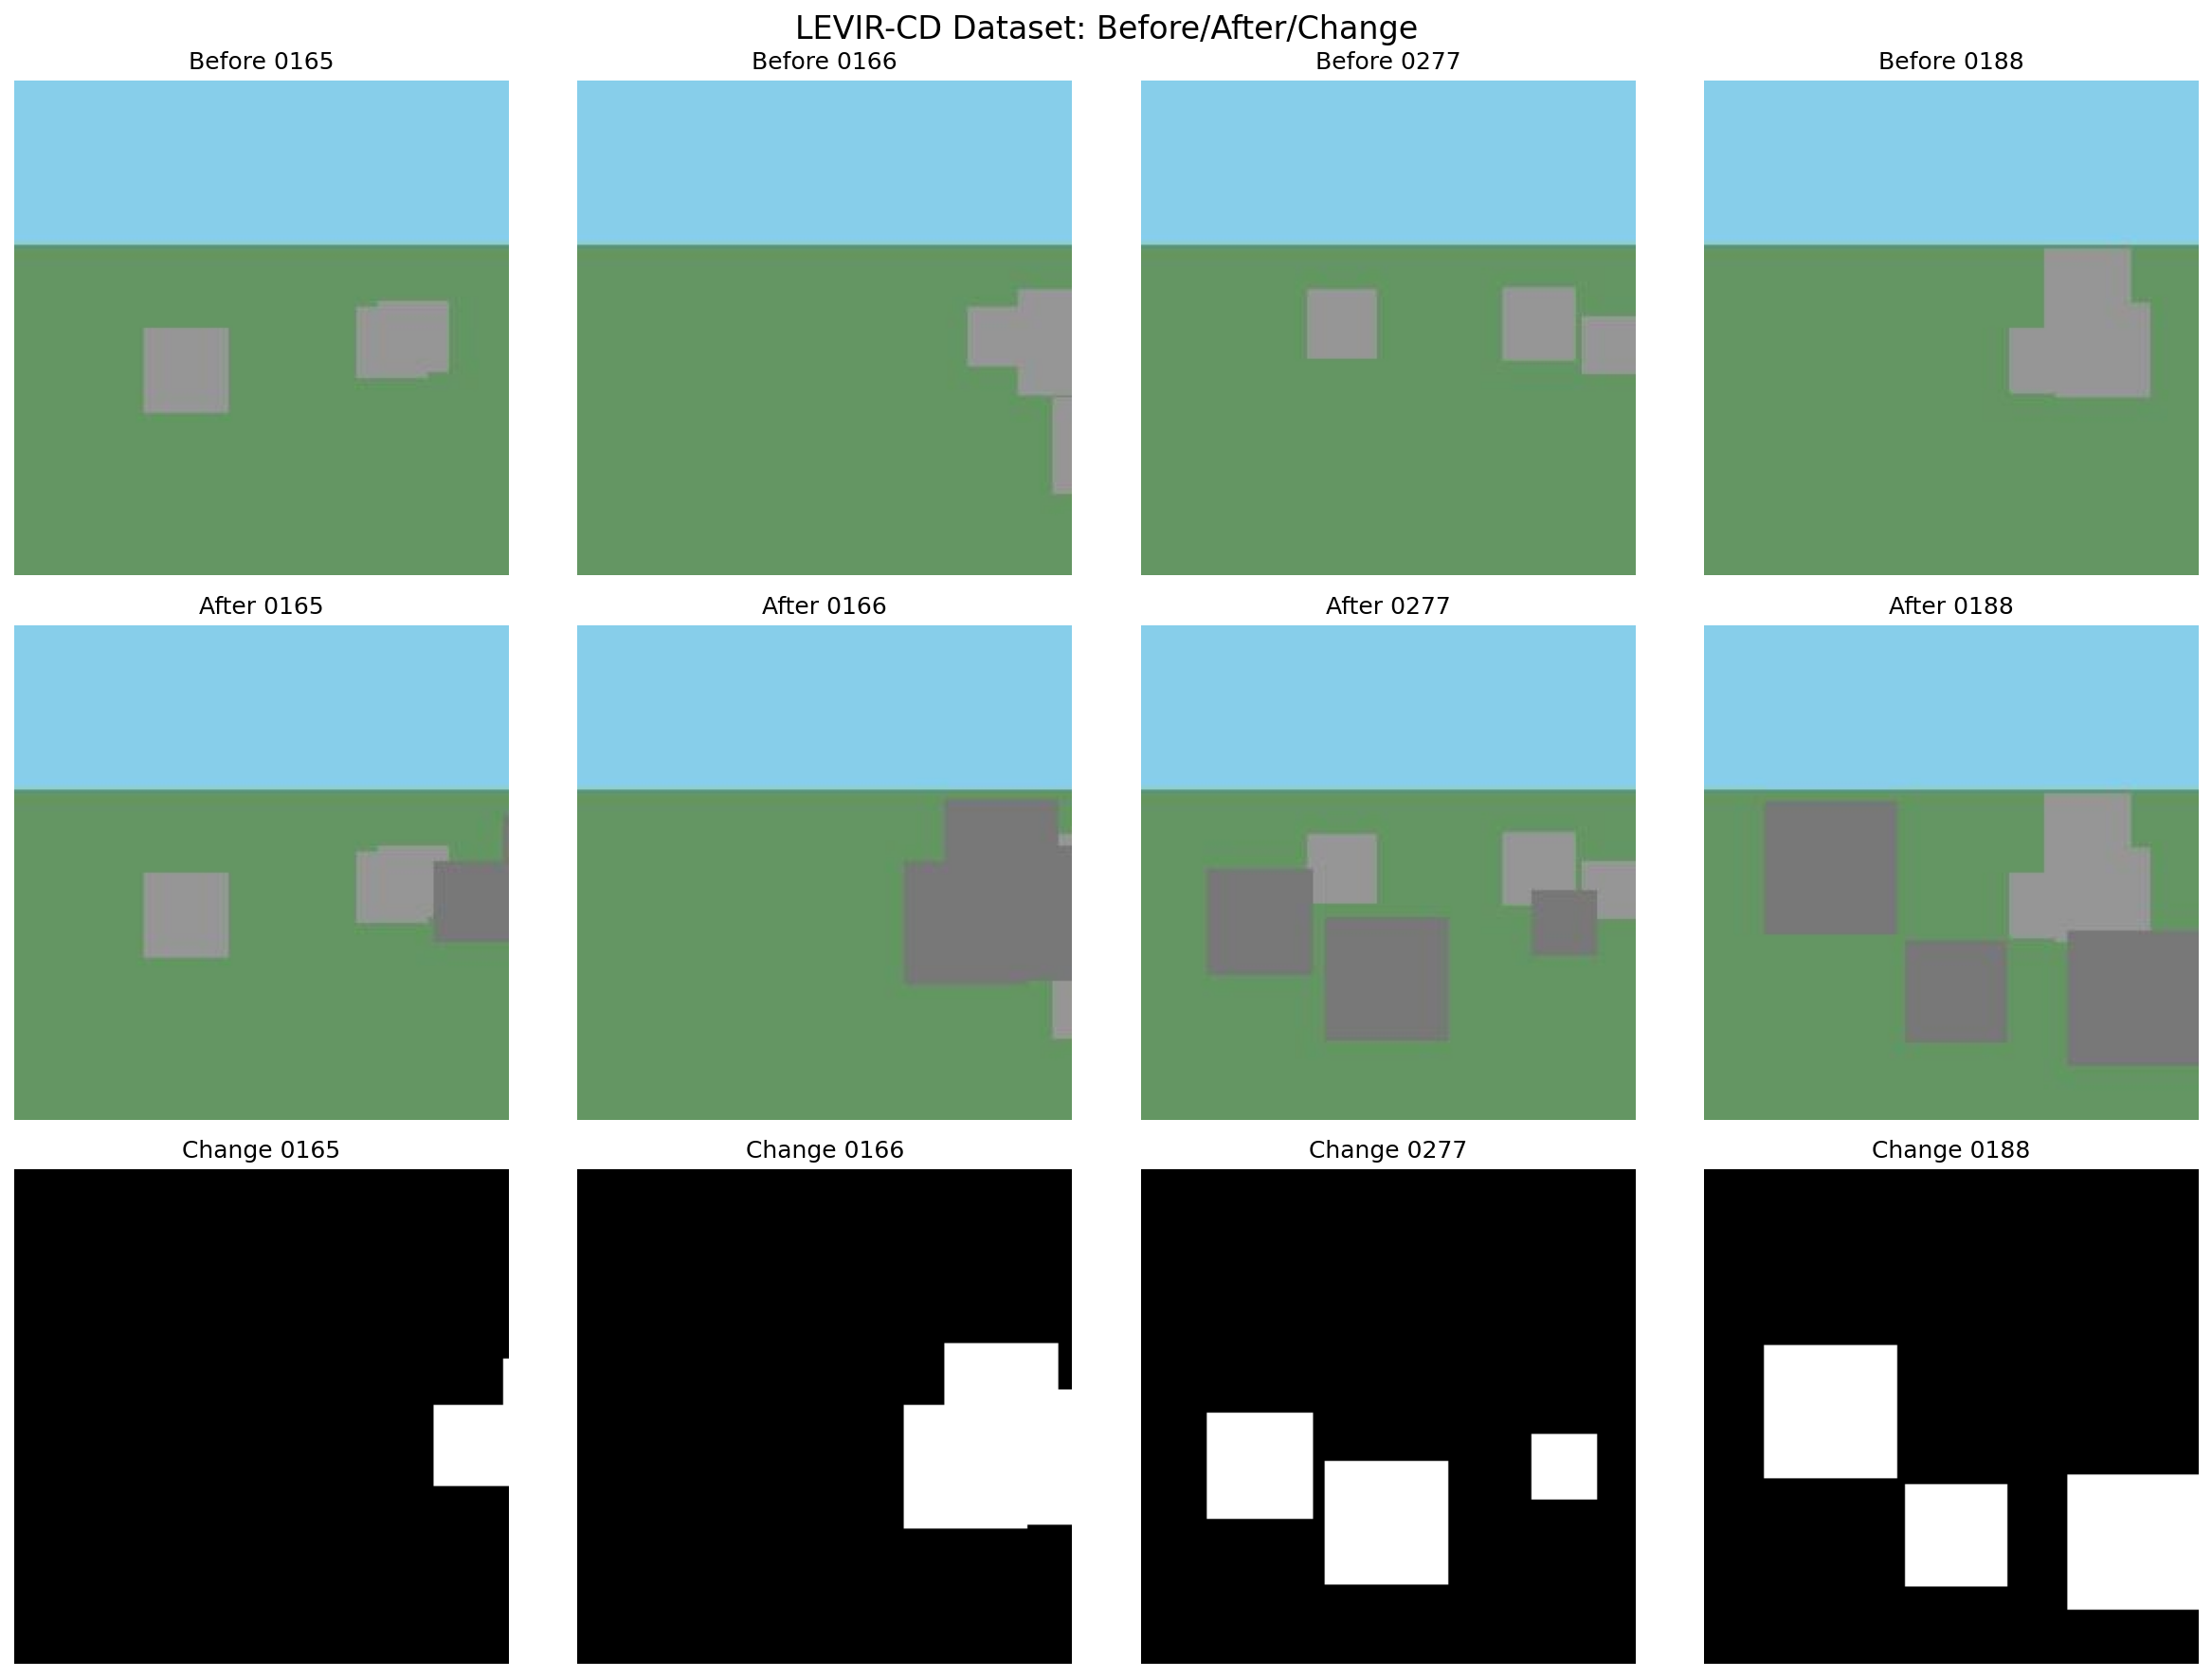 LEVIR-CD Dataset: Before/After/Change
Before 0165
Before 0166
Before 0277
Before 0188
After 0165
After 0166
After 0277
After 0188
Change 0165
Change 0166
Change 0277
Change 0188